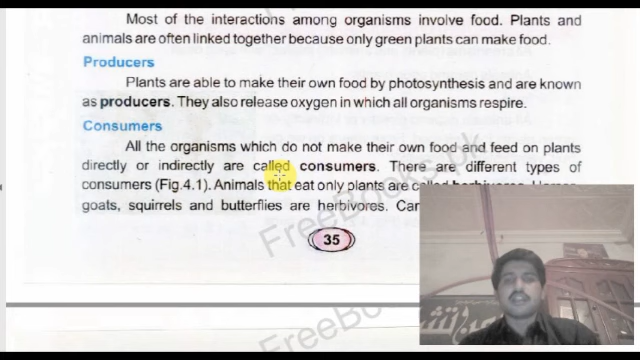 Most of the interactions among organisms involve food. Plants and
animals are often linked together because only green plants can make food.
Producers
Plants are able to make their own food by photosynthesis and are known
as producers. They also release oxygen in which all organisms respire.
Consumers
All the organisms which do not make their own food and feed on plants
directly or indirectly are called consumers. There are different types of
consumers (Fig.4.1). Animals that eat only plants are called herbivores.
goats, squirrels and butterflies are herbivores.
35
FreeBooks.pk